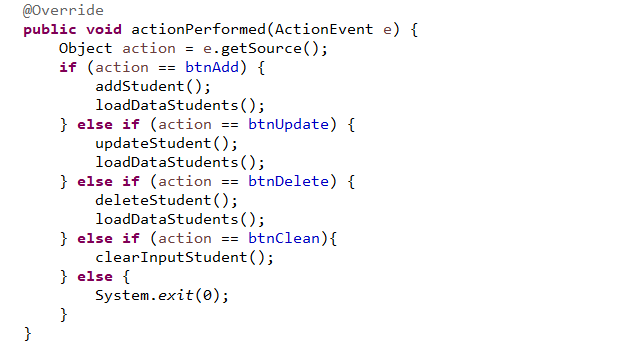 @Override
public void actionPerformed(ActionEvent e) {
    Object action = e.getSource();
    if (action == btnAdd) {
        addStudent();
        loadDataStudents();
    } else if (action == btnUpdate) {
        updateStudent();
        loadDataStudents();
    } else if (action == btnDelete) {
        deleteStudent();
        loadDataStudents();
    } else if (action == btnClean){
        clearInputStudent();
    } else {
        System.exit(0);
    }
}